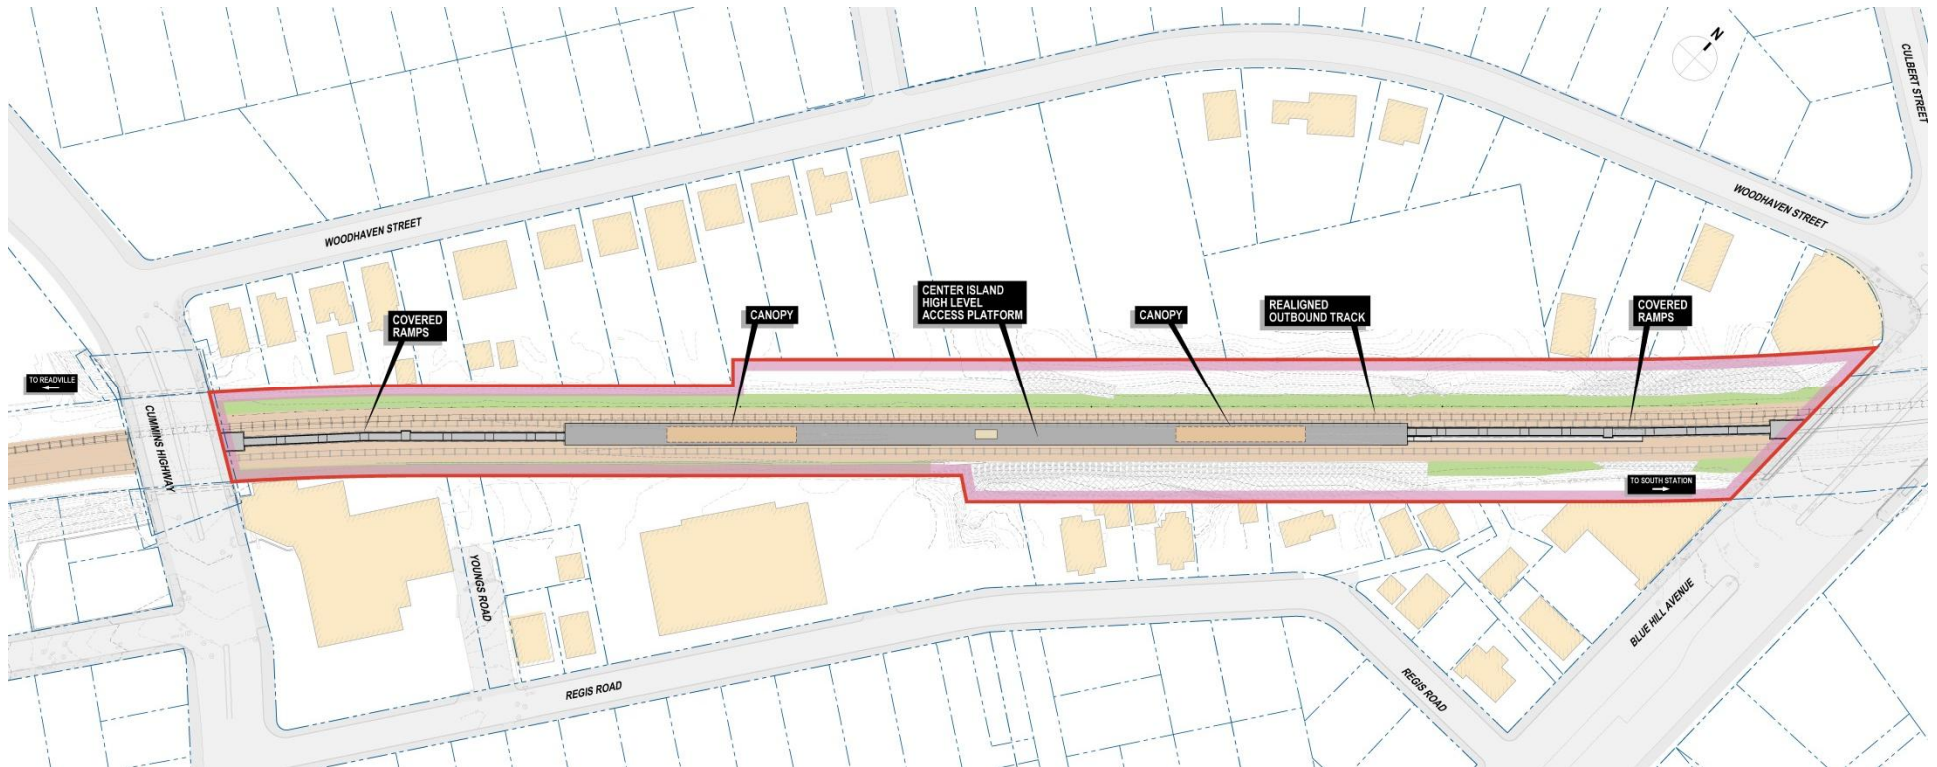 N
CULBERT STREET
WOODHAVEN STREET
WOODHAVEN STREET
CENTER ISLAND
HIGH LEVEL
ACCESS PLATFORM
COVERED
RAMPS
CANOPY
CANOPY
REALIGNED
OUTBOUND TRACK
COVERED
RAMPS
TO READVILLE
CUMMINS HIGHWAY
TO SOUTH STATION
YOUNGS ROAD
BLUE HILL AVENUE
REGIS ROAD
REGIS ROAD